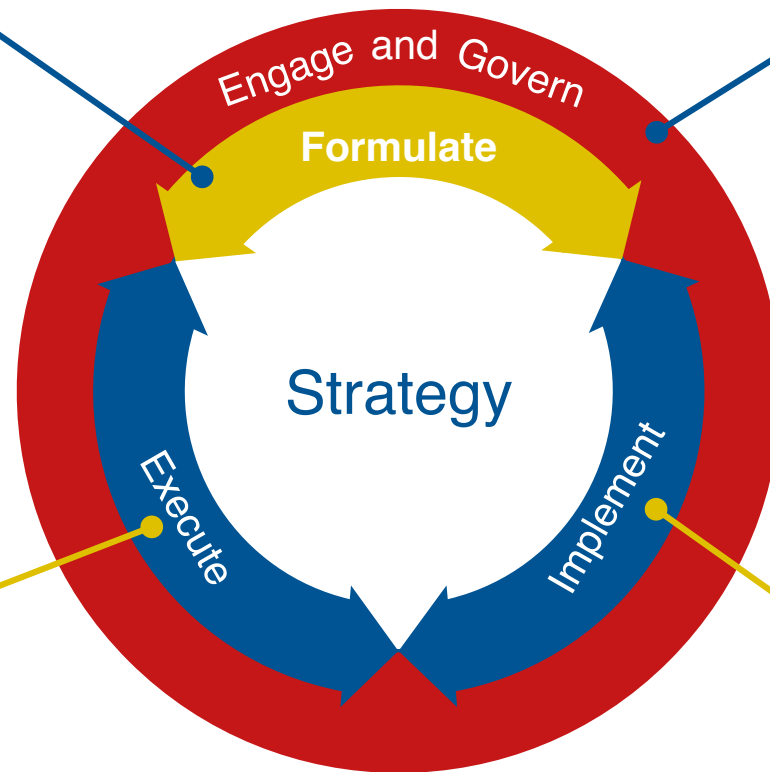 Engage and Govern
Formulate
Strategy
Execute
Implement